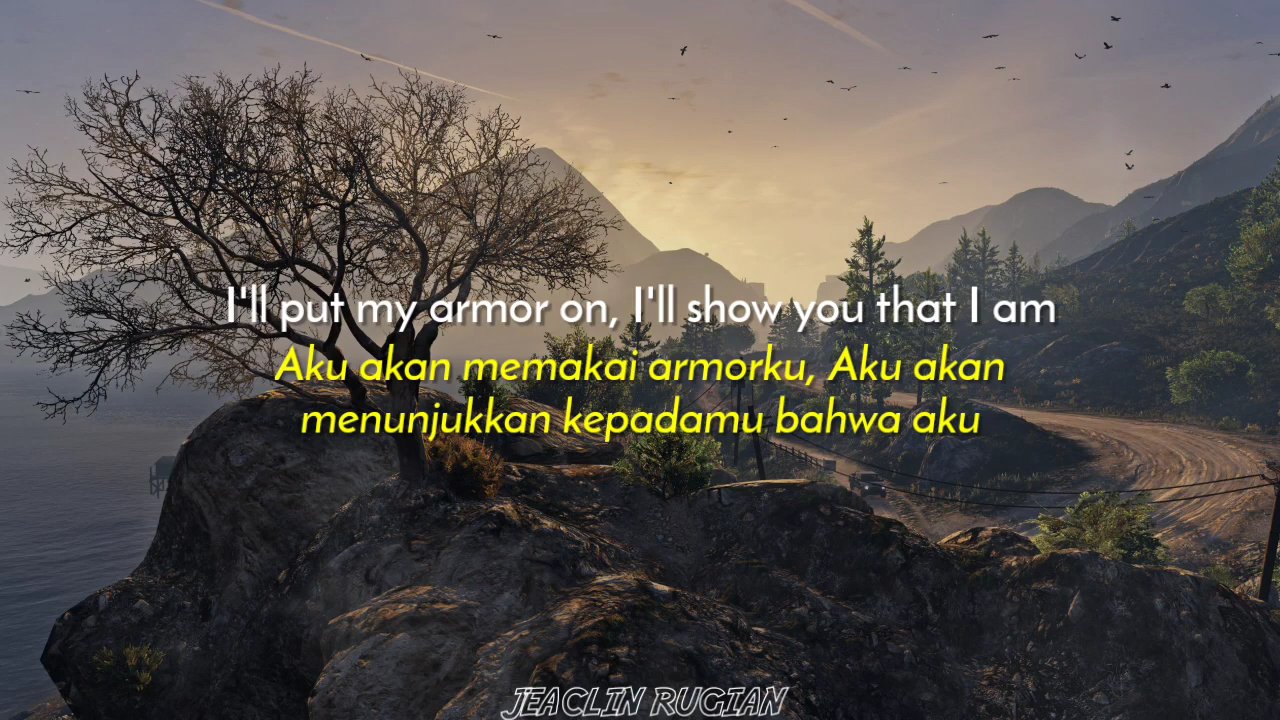 I'll put my armor on, I'll show you that I am
Aku akan memakai armorku, Aku akan
menunjukkan kepadamu bahwa aku
JEACLIN RUGIAN